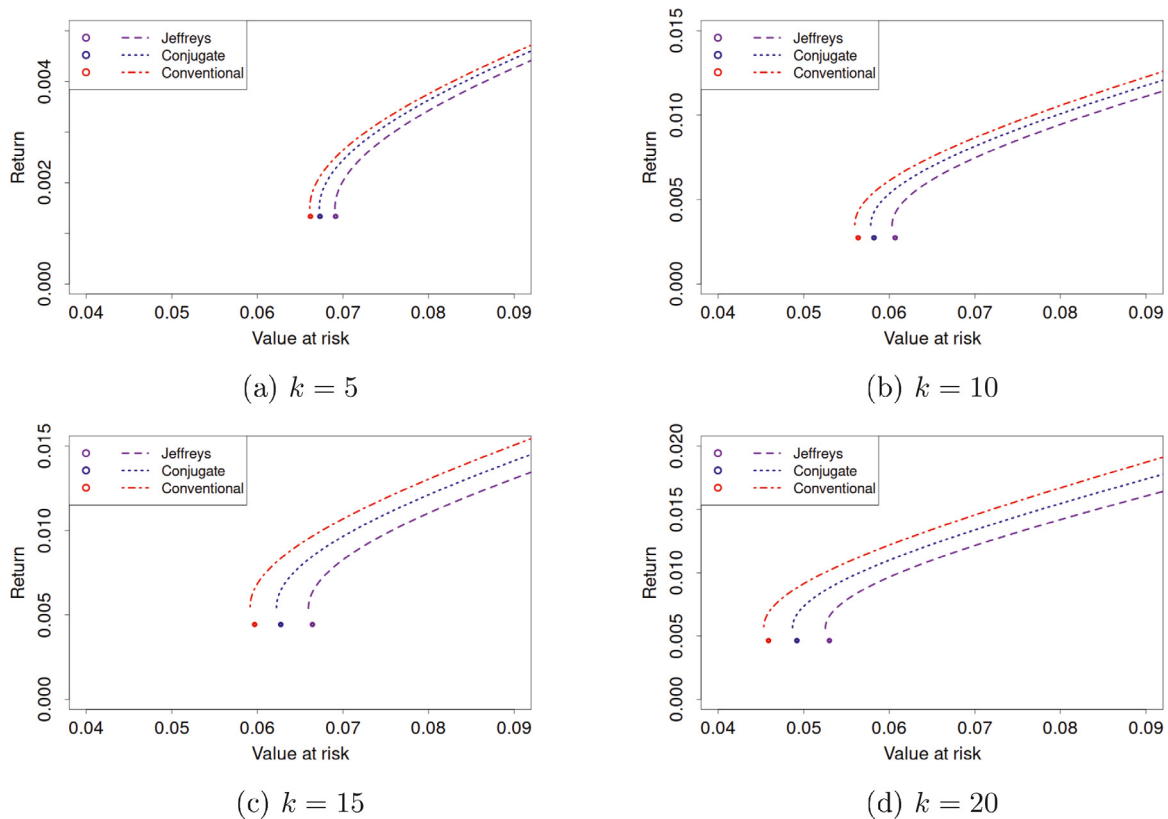 Jeffreys
Conjugate
Conventional
Return
0.000
0.002
0.004
0.04 0.05 0.06 0.07 0.08 0.09
Value at risk
(a) k = 5
Jeffreys
Conjugate
Conventional
Return
0.000
0.005
0.010
0.015
0.04 0.05 0.06 0.07 0.08 0.09
Value at risk
(b) k = 10
Jeffreys
Conjugate
Conventional
Return
0.000
0.005
0.010
0.015
0.04 0.05 0.06 0.07 0.08 0.09
Value at risk
(c) k = 15
Jeffreys
Conjugate
Conventional
Return
0.000
0.005
0.010
0.015
0.020
0.04 0.05 0.06 0.07 0.08 0.09
Value at risk
(d) k = 20